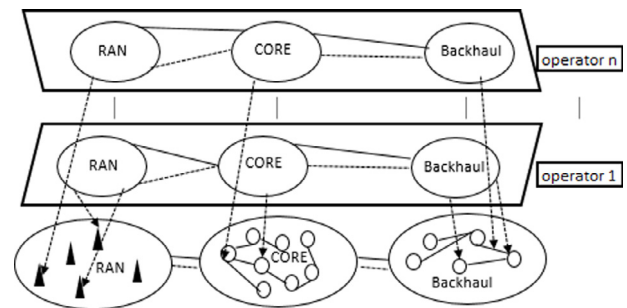 RAN
CORE
Backhaul
operator n
RAN
CORE
Backhaul
operator 1
RAN
CORE
Backhaul